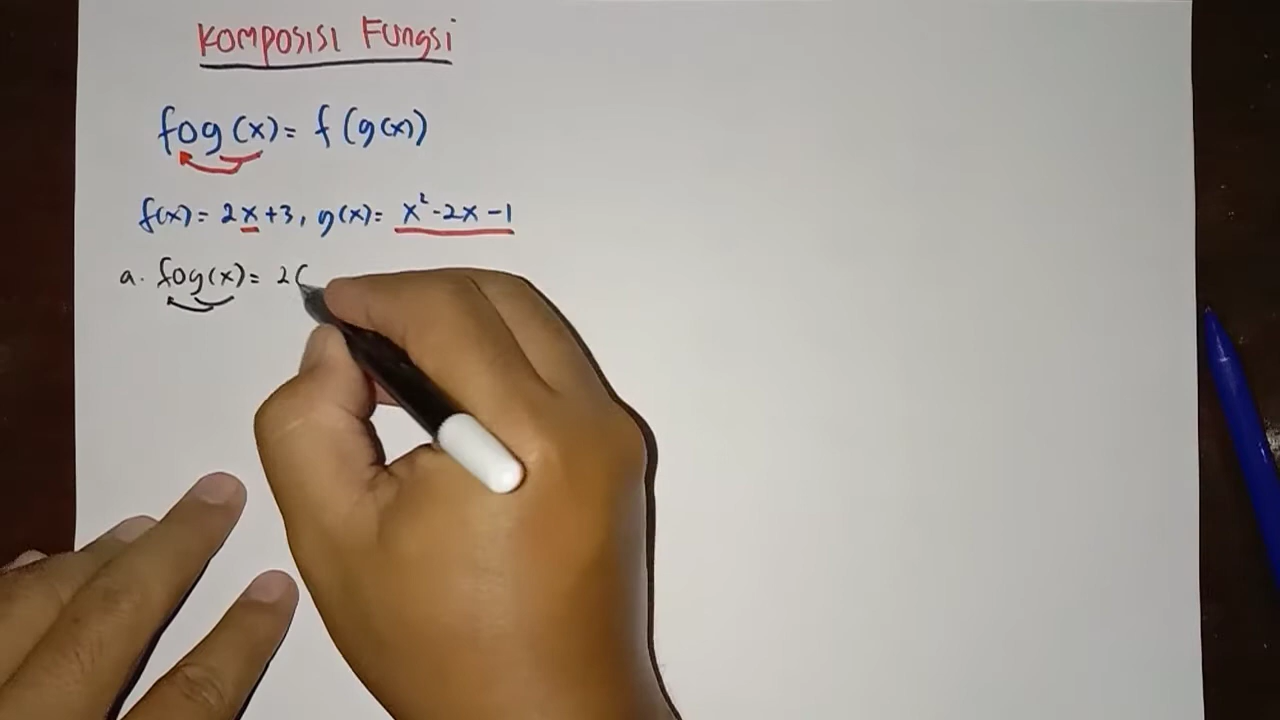 KOMPOSISI FUNGSI
fog(x) = f(g(x))
f(x) = 2x+3, g(x) = x²-2x-1
a. fog(x) = 2(